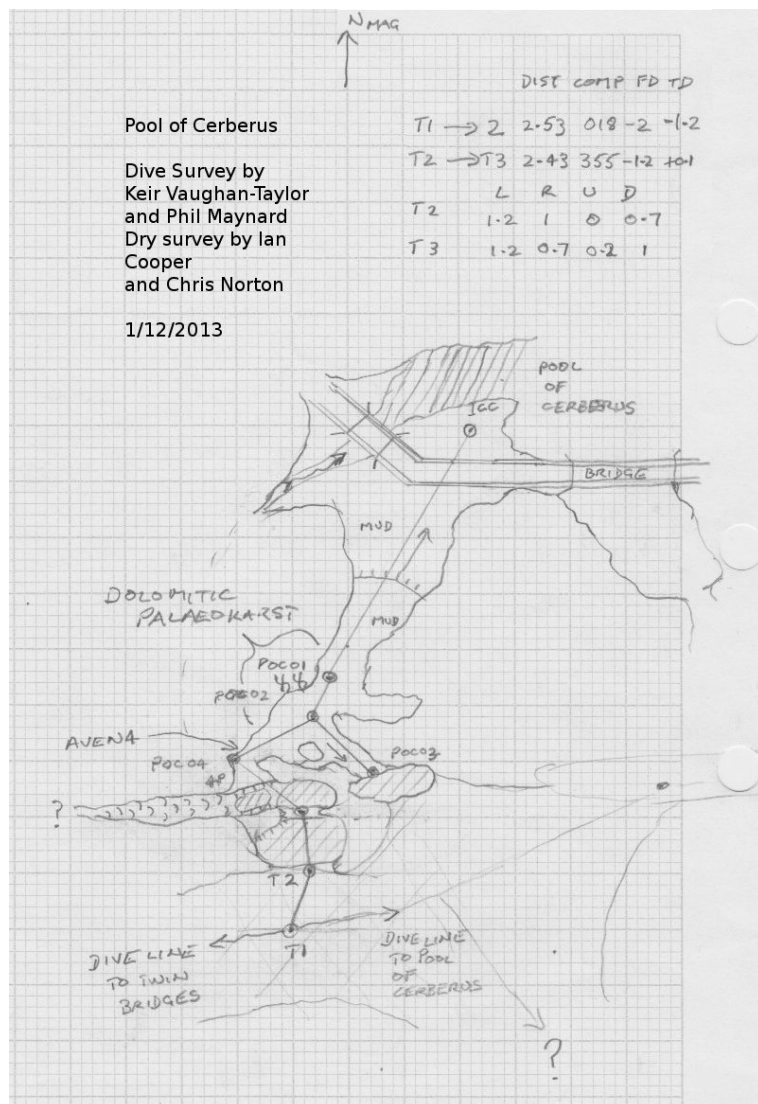 N MAG
DIST COMP FD TD
T1 → 2 2.53 018 -2 -1.2
T2 → T3 2.43 355 -1.2 +0.1
L R U D
T2 1.2 1 0 0.7
T3 1.2 0.7 0.2 1
Pool of Cerberus
Dive Survey by
Keir Vaughan-Taylor
and Phil Maynard
Dry survey by Ian
Cooper
and Chris Norton
1/12/2013
POOL
OF
CERBERUS
BRIDGE
MUD
DOLOMITIC
PALAEOKARST
MUD
POC01
POC02
AVENA
POC04
POC03
?
T2
T1
DIVE LINE
TO TWIN
BRIDGES
DIVE LINE
TO POOL
OF
CERBERUS
?